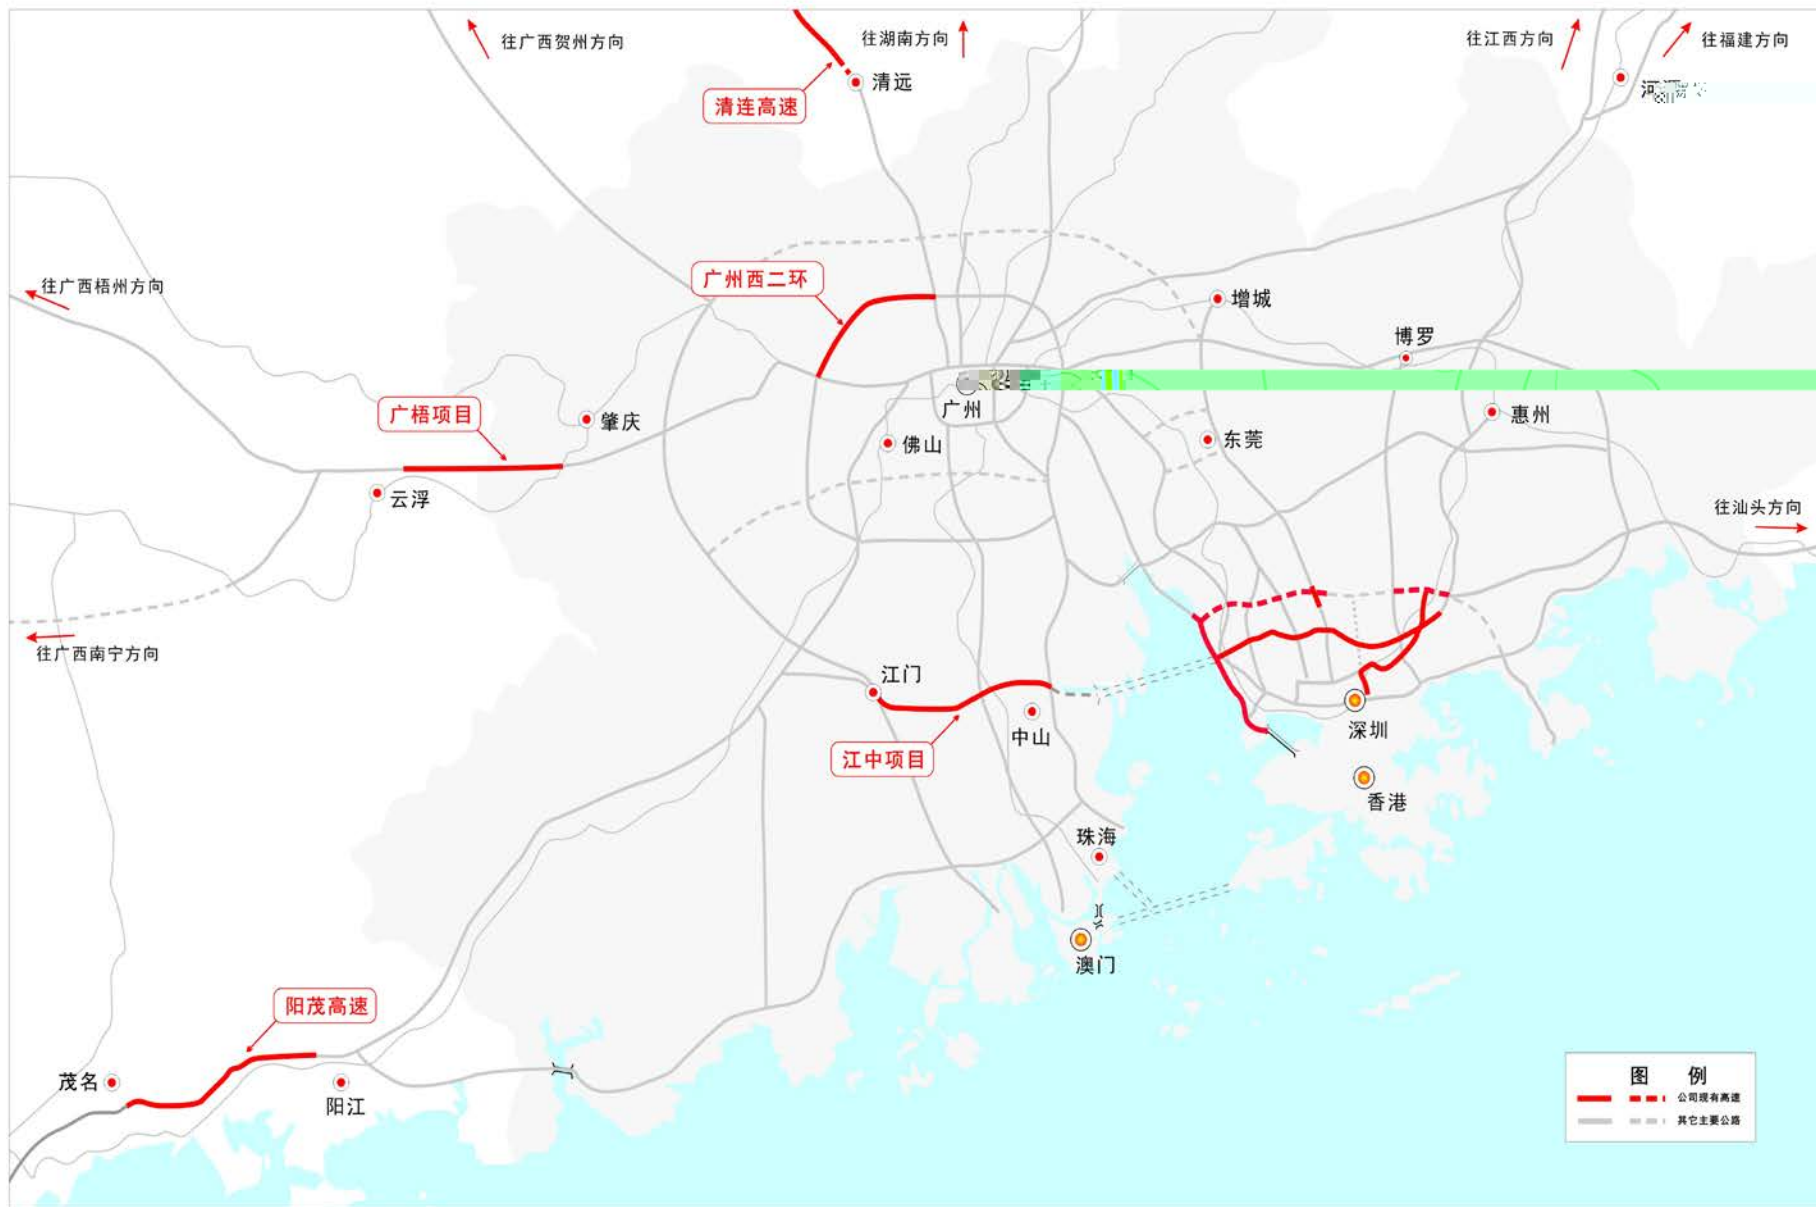 往广西贺州方向
往湖南方向
往江西方向
往福建方向
清远
清连高速
往广西梧州方向
广州西二环
增城
博罗
广梧项目
肇庆
广州
佛山
东莞
惠州
云浮
往汕头方向
往广西南宁方向
江门
中山
江中项目
深圳
香港
珠海
澳门
阳茂高速
茂名
阳江
图 例
公司现有高速
其它主要公路